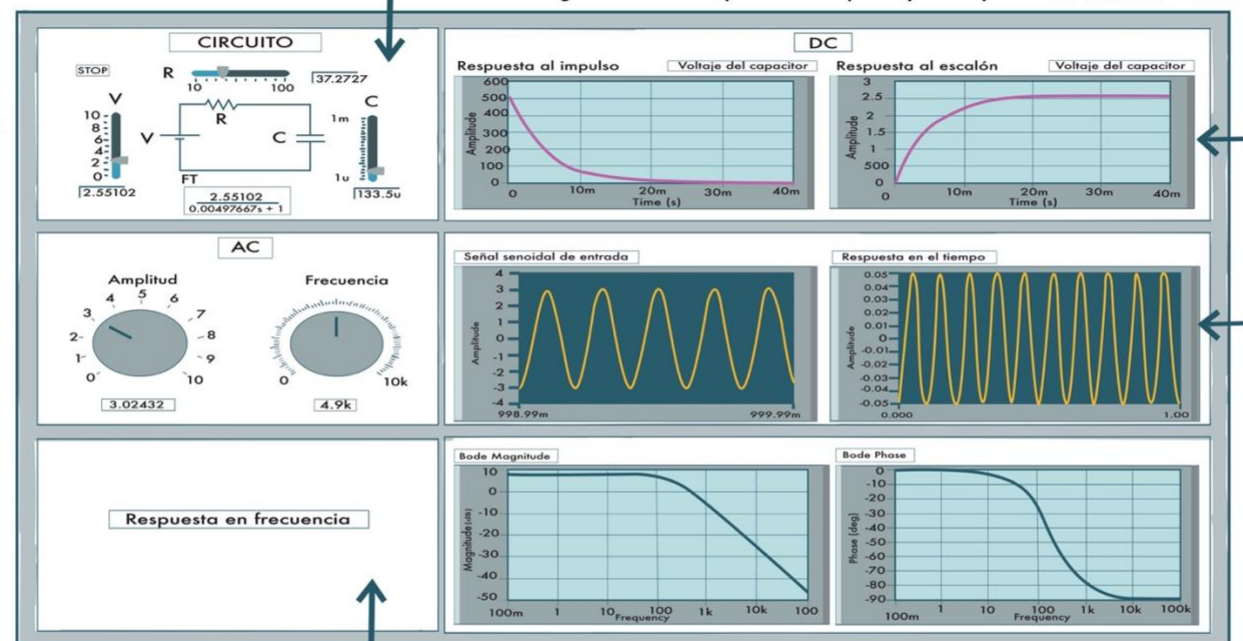 CIRCUITO
STOP
R
10 100
37.2727
V
10
8
6
4
2
0
2.55102
V
R
C
FT
2.55102
0.00497667s + 1
C
1m
1u
133.5u
DC
Respuesta al impulso
Voltaje del capacitor
Amplitude
600
500
400
300
200
100
0
0 10m 20m 30m 40m
Time (s)
Respuesta al escalón
Voltaje del capacitor
Amplitude
3
2.5
2
1.5
1
500
0
0 10m 20m 30m 40m
Time (s)
AC
Amplitud
0 1 2 3 4 5 6 7 8 9 10
3.02432
Frecuencia
0 10k
4.9k
Señal senoidal de entrada
Amplitude
4
3
2
1
0
-1
-2
-3
-4
998.99m 999.99m
Respuesta en el tiempo
Amplitude
0.05
0.04
0.03
0.02
0.01
0
-0.01
-0.03
-0.04
-0.05
0.000 1.00
Respuesta en frecuencia
Bode Magnitude
Magnitude(dB)
10
0
-10
-20
-30
-40
-50
100m 1 10 100 1k 10k 100
Frequency
Bode Phase
Phase (deg)
0
-10
-20
-30
-40
-50
-60
-70
-80
-90
100m 1 10 100 1k 10k 100k
Frequency